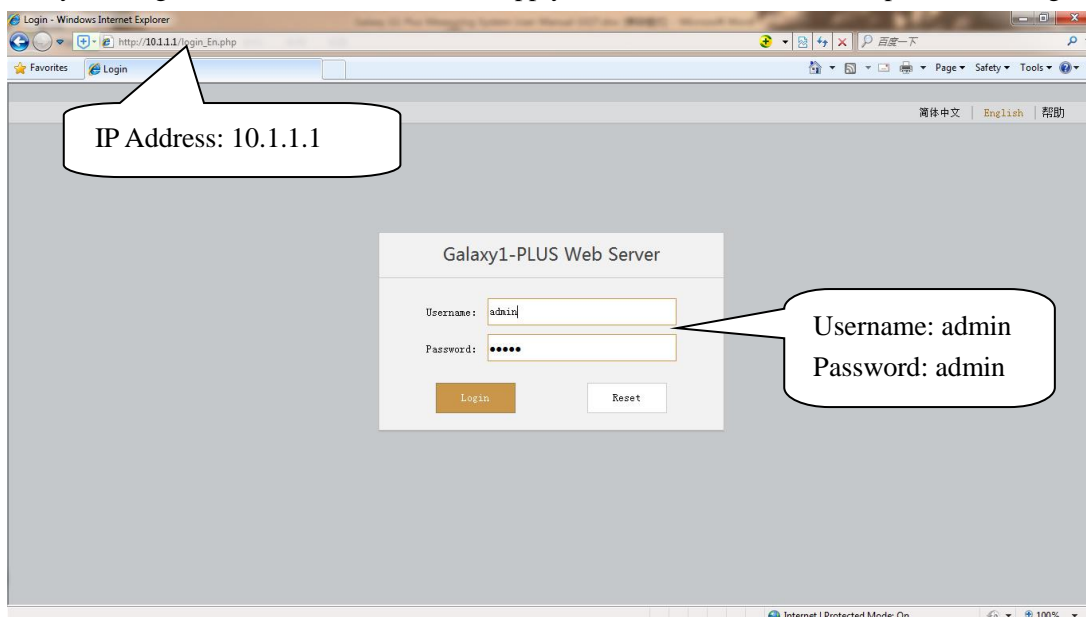 Login - Windows Internet Explorer
http://10.1.1.1/login_En.php
百度一下
Favorites
Login
Page
Safety
Tools
简体中文 | English | 帮助
IP Address: 10.1.1.1
Galaxy1-PLUS Web Server
Username: admin
Password: •••••
Login
Reset
Username: admin
Password: admin
Internet | Protected Mode: On
100%